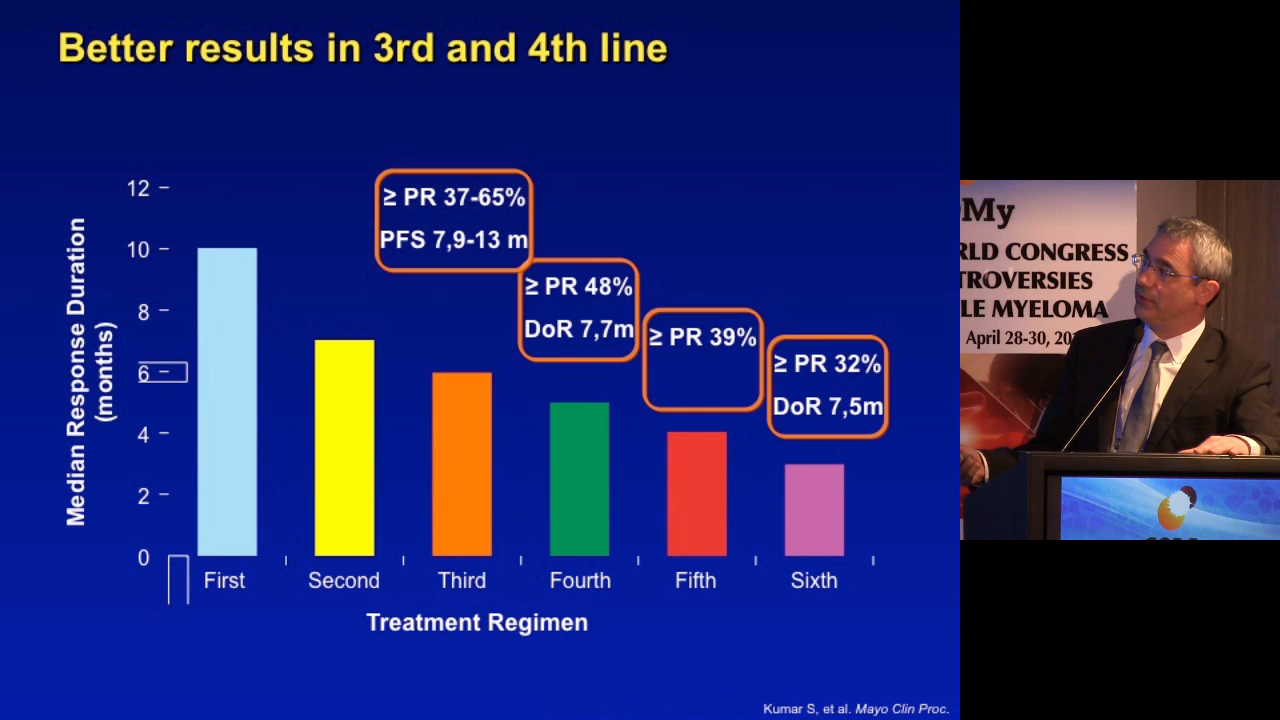 Better results in 3rd and 4th line
Median Response Duration
(months)
12
10
8
6
4
2
0
≥ PR 37-65%
PFS 7,9-13 m
≥ PR 48%
DoR 7,7m
≥ PR 39%
≥ PR 32%
DoR 7,5m
First
Second
Third
Fourth
Fifth
Sixth
Treatment Regimen
Kumar S, et al. Mayo Clin Proc.
My
RLD CONGRESS
TROVERSIES
LE MYELOMA
April 28-30, 20